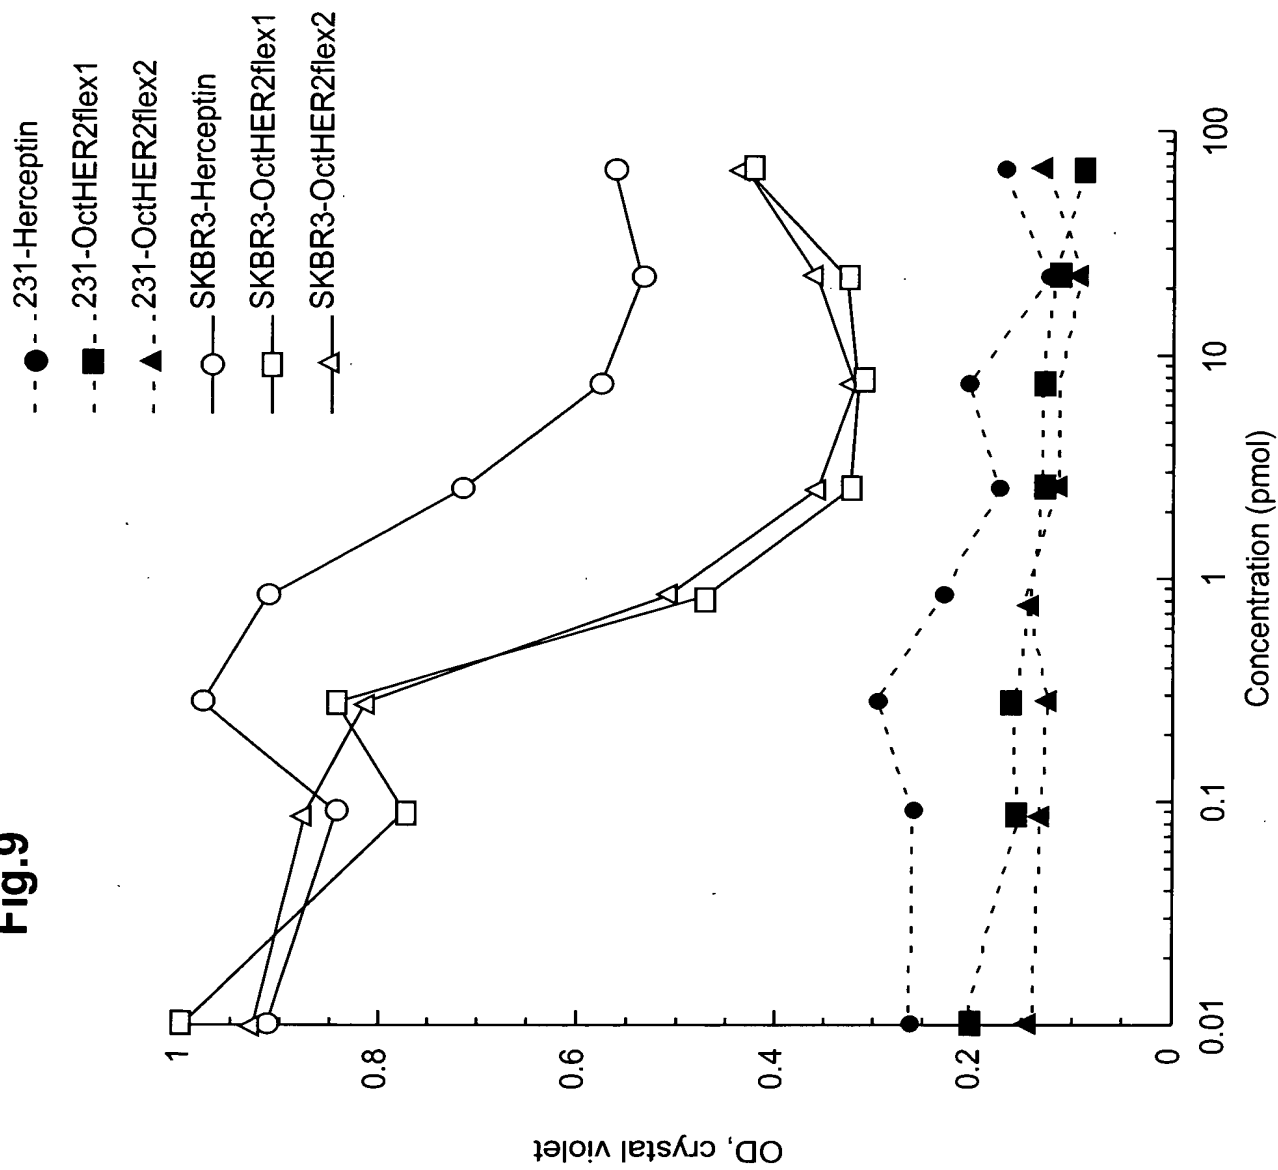 Fig.9
231-Herceptin
231-OctHER2flex1
231-OctHER2flex2
SKBR3-Herceptin
SKBR3-OctHER2flex1
SKBR3-OctHER2flex2
OD, crystal violet
1
0.8
0.6
0.4
0.2
0
0.01
0.1
1
10
100
Concentration (pmol)